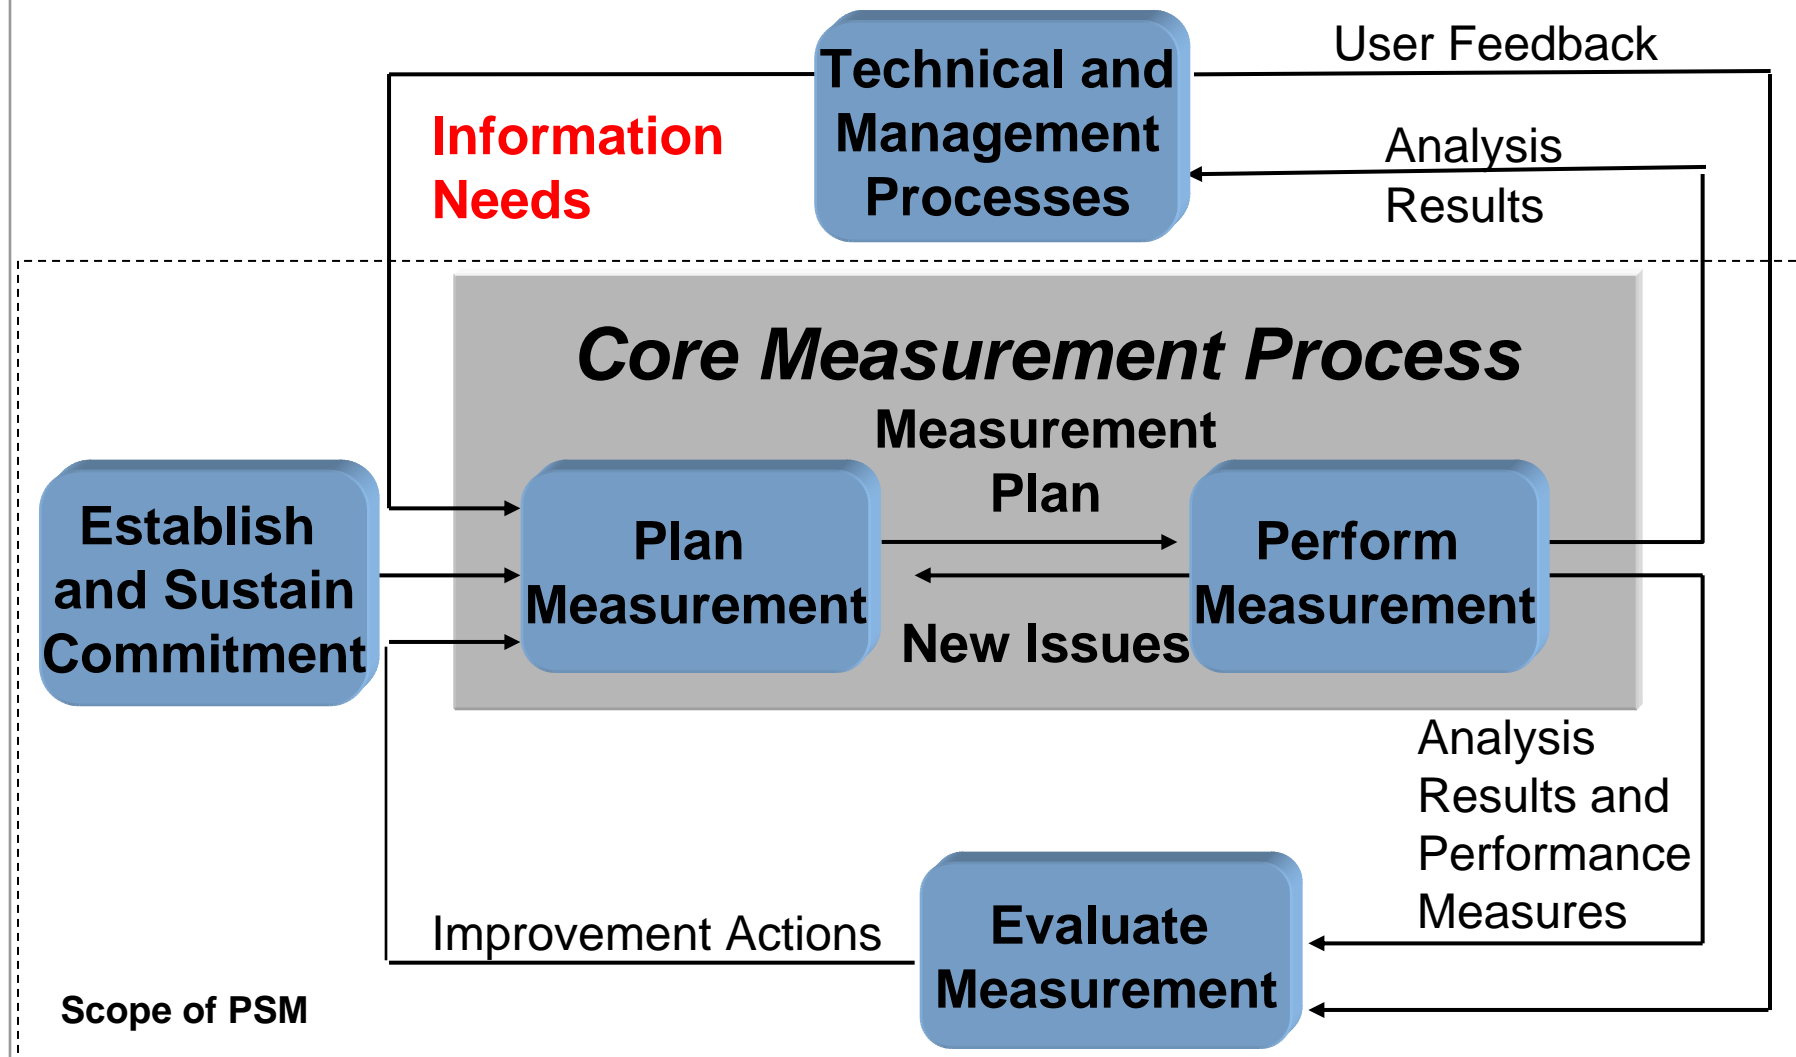 User Feedback
Technical and
Management
Processes
Information
Needs
Analysis
Results
Core Measurement Process
Measurement
Plan
Establish
and Sustain
Commitment
Plan
Measurement
Perform
Measurement
New Issues
Analysis
Results and
Performance
Measures
Improvement Actions
Evaluate
Measurement
Scope of PSM